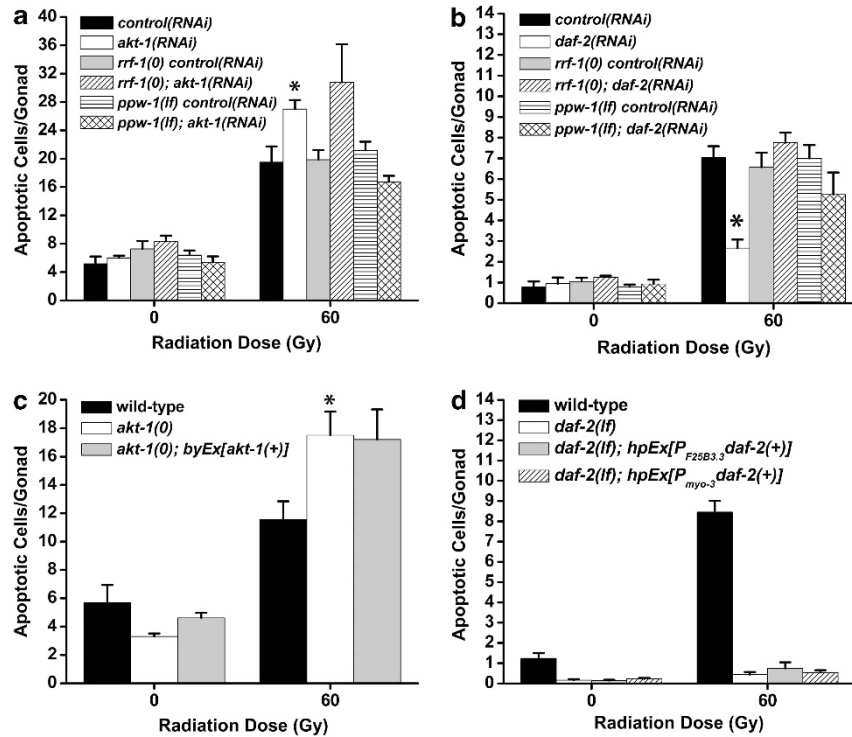 a
control(RNAi)
akt-1(RNAi)
rrf-1(0) control(RNAi)
rrf-1(0); akt-1(RNAi)
ppw-1(lf) control(RNAi)
ppw-1(lf); akt-1(RNAi)
Apoptotic Cells/Gonad
40
36
32
28
24
20
16
12
8
4
0
*
0
60
Radiation Dose (Gy)
b
control(RNAi)
daf-2(RNAi)
rrf-1(0) control(RNAi)
rrf-1(0); daf-2(RNAi)
ppw-1(lf) control(RNAi)
ppw-1(lf); daf-2(RNAi)
Apoptotic Cells/Gonad
14
13
12
11
10
9
8
7
6
5
4
3
2
1
0
*
0
60
Radiation Dose (Gy)
c
wild-type
akt-1(0)
akt-1(0); byEx[akt-1(+)]
Apoptotic Cells/Gonad
20
18
16
14
12
10
8
6
4
2
0
*
0
60
Radiation Dose (Gy)
d
wild-type
daf-2(lf)
daf-2(lf); hpEx[P_F25B3.3 daf-2(+)]
daf-2(lf); hpEx[P_myo-3 daf-2(+)]
Apoptotic Cells/Gonad
14
13
12
11
10
9
8
7
6
5
4
3
2
1
0
0
60
Radiation Dose (Gy)